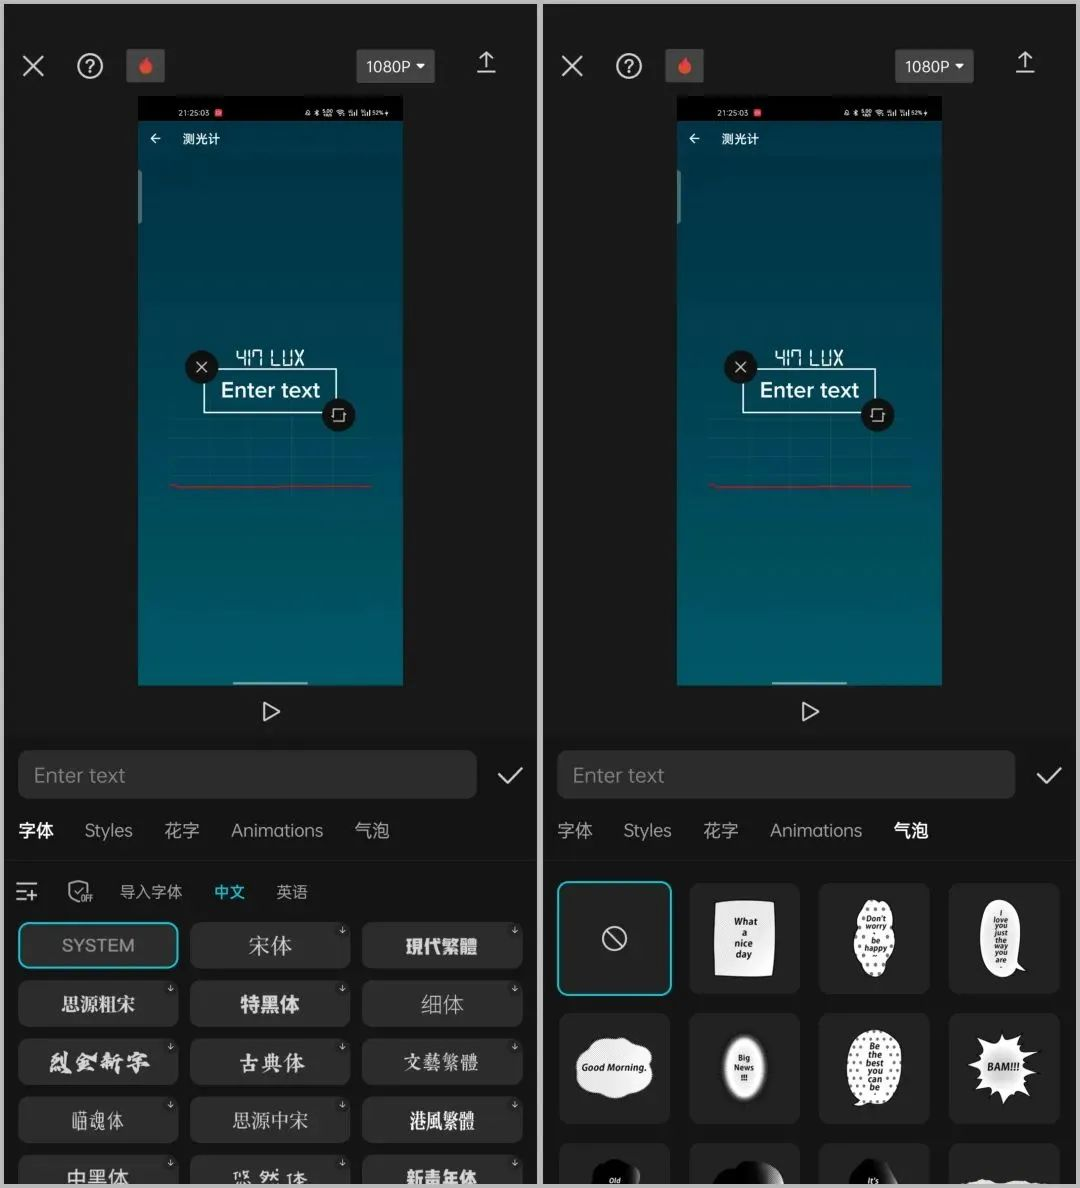 1080P
21:25:03
52%
测光计
417 LUX
Enter text
Enter text
字体 Styles 花字 Animations 气泡
OFF 导入字体 中文 英语
SYSTEM 宋体 現代繁體
思源粗宋 特黑体 细体
烈金新字 古典体 文藝繁體
喵魂体 思源中宋 港風繁體
中黑体 悠然体 新青年体
1080P
21:25:03
52%
测光计
417 LUX
Enter text
Enter text
字体 Styles 花字 Animations 气泡
What
a
nice
day
Don't
worry
,
be
happy
~
I
love
you
just
the
way
you
are
.
Good Morning.
Big
News
!!!
Be
the
best
you
can
be
.
BAM!!!
Old
It's